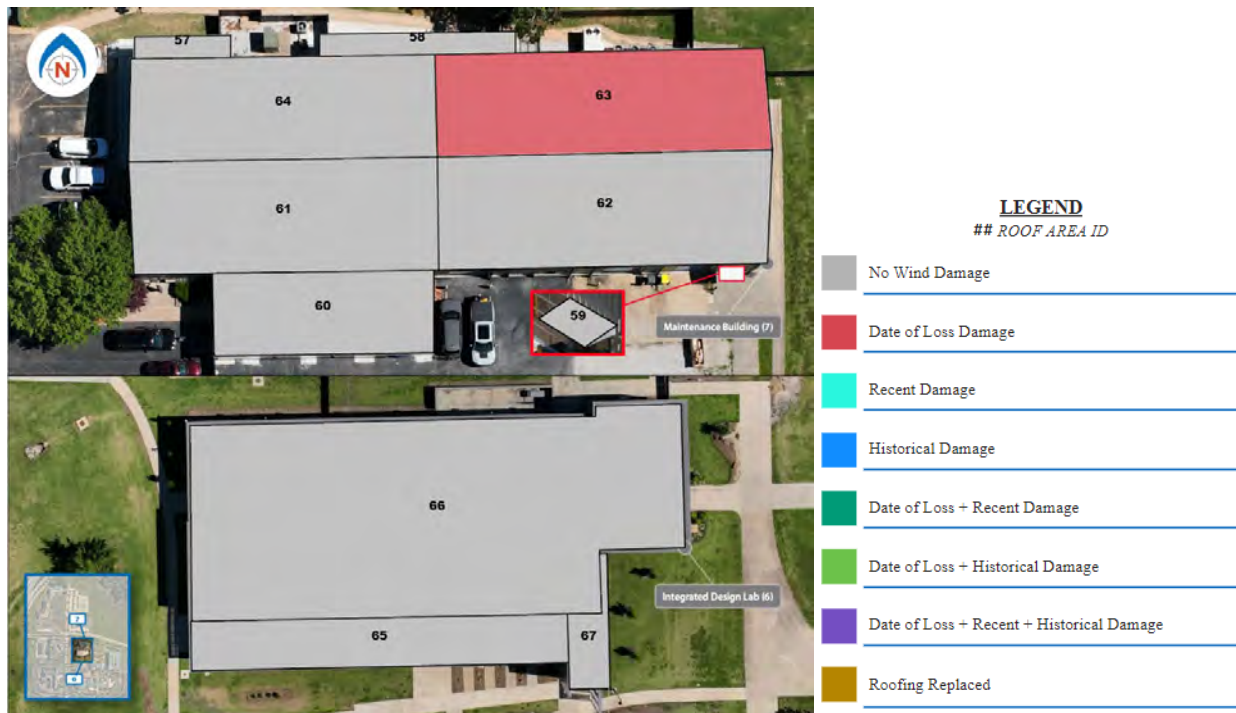 57
58
N
64
63
61
62
60
59
Maintenance Building (7)
66
Integrated Design Lab (6)
65
67
7
6
LEGEND
## ROOF AREA ID
No Wind Damage
Date of Loss Damage
Recent Damage
Historical Damage
Date of Loss + Recent Damage
Date of Loss + Historical Damage
Date of Loss + Recent + Historical Damage
Roofing Replaced